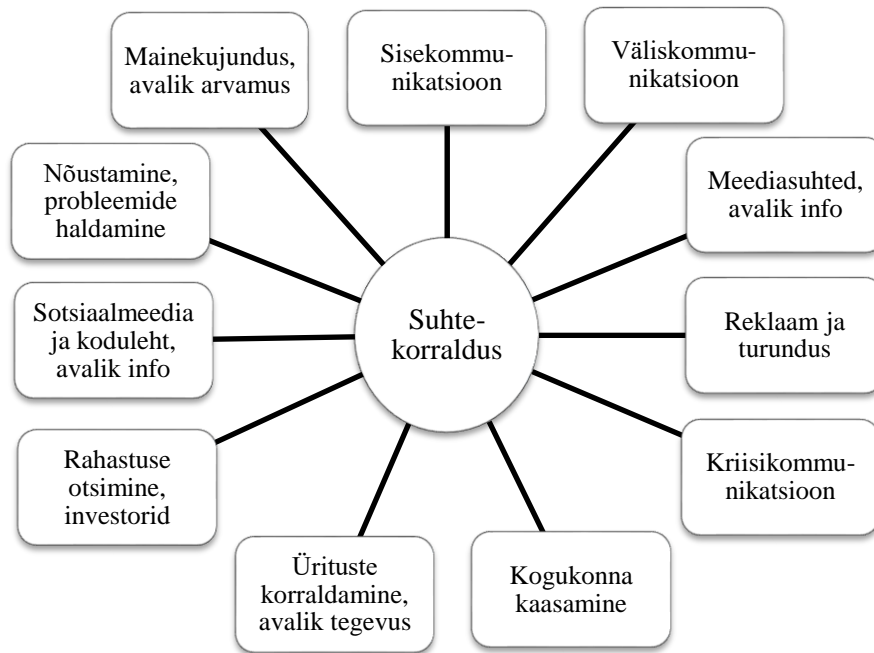 Mainekujundus,
avalik arvamus
Sisekommu-
nikatsioon
Väliskommu-
nikatsioon
Nõustamine,
probleemide
haldamine
Meediasuhted,
avalik info
Sotsiaalmeedia
ja koduleht,
avalik info
Suhte-
korraldus
Reklaam ja
turundus
Rahastuse
otsimine,
investorid
Kriisikommu-
nikatsioon
Ürituste
korraldamine,
avalik tegevus
Kogukonna
kaasamine